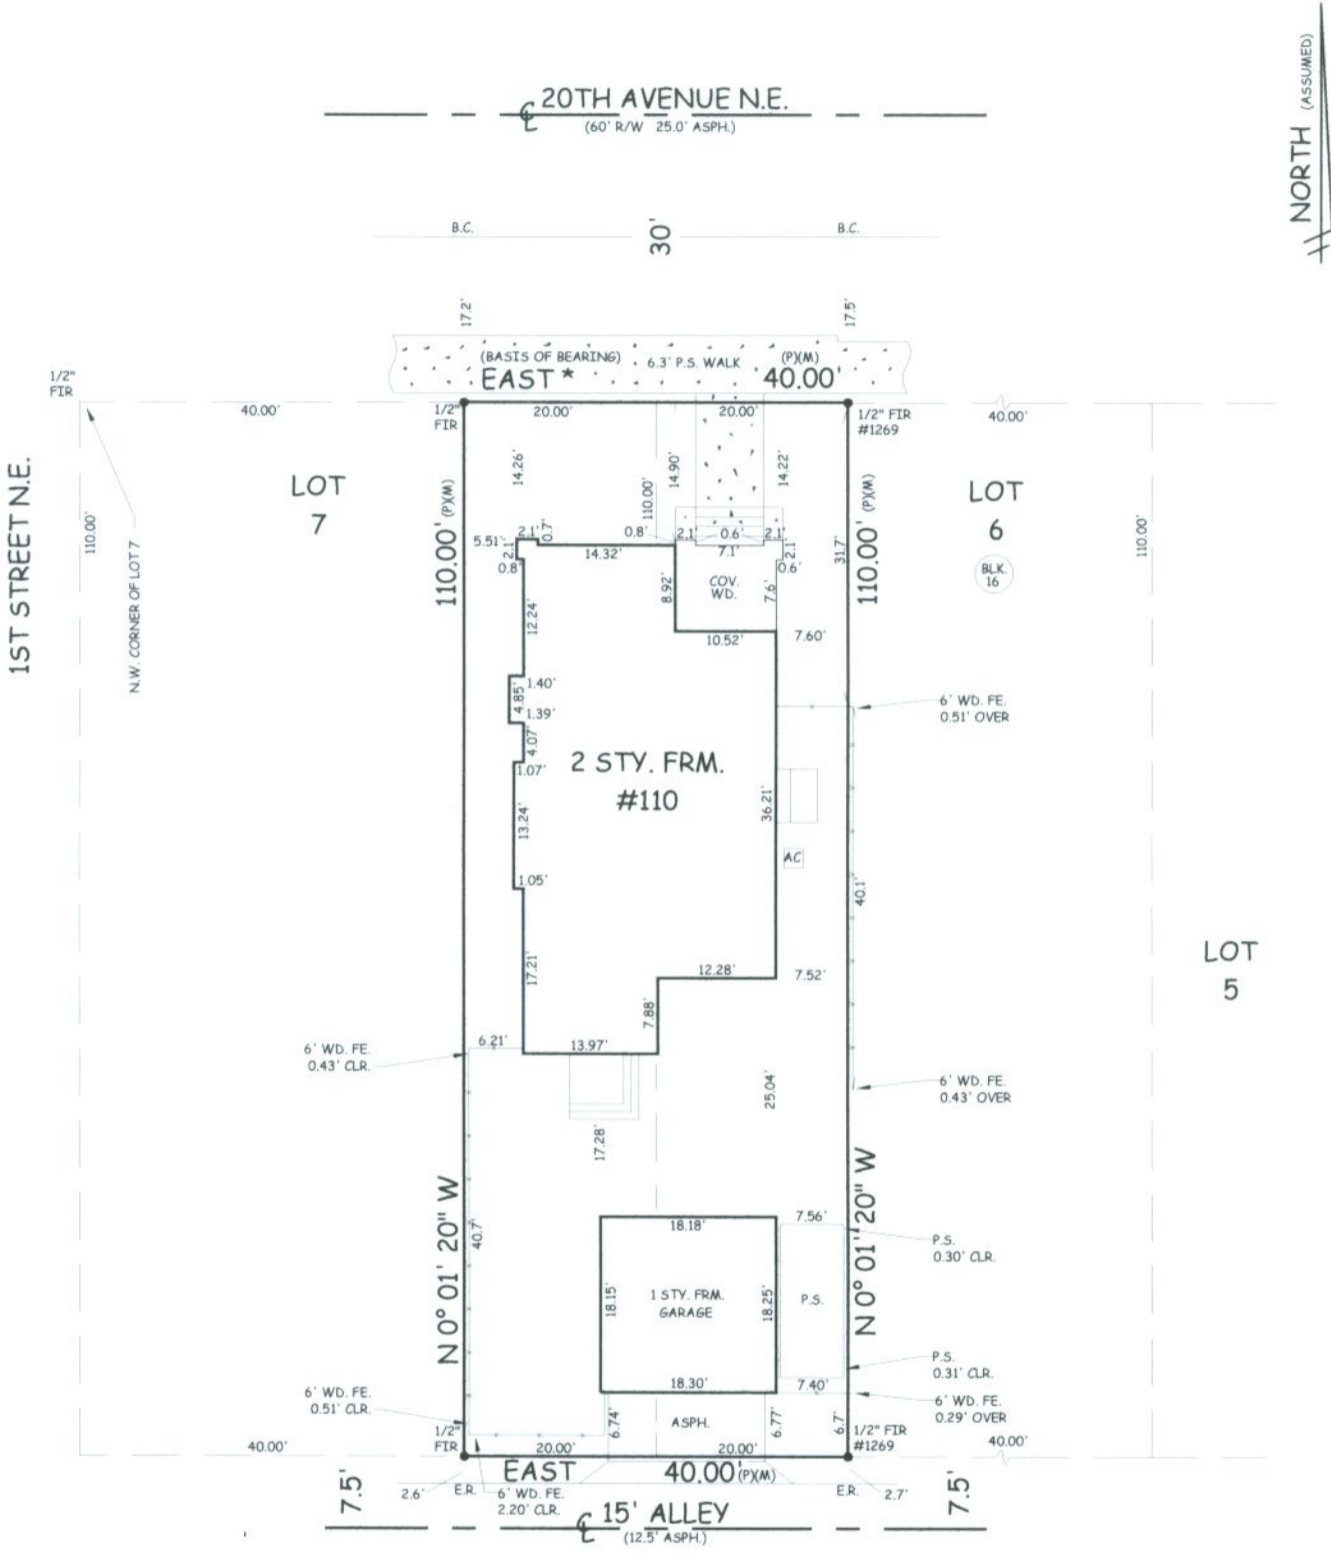 NORTH (ASSUMED)
℄ 20TH AVENUE N.E.
(60' R/W 25.0' ASPH.)
B.C.
30'
B.C.
17.2'
17.5'
(BASIS OF BEARING)
6.3' P.S. WALK
(P)(M)
EAST *
40.00'
1/2"
FIR
40.00'
1/2"
FIR
20.00'
20.00'
1/2" FIR
#1269
40.00'
1ST STREET N.E.
110.00'
N.W. CORNER OF LOT 7
LOT
7
110.00' (P)(M)
14.26'
110.00'
14.90'
14.22'
31.7'
110.00' (P)(M)
LOT
6
BLK.
16
110.00'
5.51'
2.1'
0.7'
0.8'
2.1'
0.6'
2.1'
2.1'
14.32'
7.1'
2.1'
0.8'
0.6'
12.24'
8.92'
COV.
WD.
7.6'
10.52'
7.60'
1.40'
4.85'
1.39'
4.07'
1.07'
6' WD. FE.
0.51' OVER
2 STY. FRM.
#110
13.24'
36.21'
AC
1.05'
40.1'
17.21'
12.28'
7.52'
7.88'
LOT
5
6' WD. FE.
0.43' CLR.
6.21'
13.97'
25.04'
6' WD. FE.
0.43' OVER
17.28'
N 0° 01' 20" W
40.7'
18.18'
7.56'
N 0° 01' 20" W
P.S.
0.30' CLR.
18.15'
1 STY. FRM.
GARAGE
18.25'
P.S.
P.S.
0.31' CLR.
18.30'
7.40'
6' WD. FE.
0.51' CLR.
6' WD. FE.
0.29' OVER
6.74'
ASPH.
6.77'
6.7'
1/2"
FIR
1/2" FIR
#1269
40.00'
20.00'
20.00'
40.00'
EAST
40.00' (P)(M)
7.5'
2.6'
E.R.
6' WD. FE.
2.20' CLR.
E.R.
2.7'
7.5'
℄ 15' ALLEY
(12.5' ASPH.)